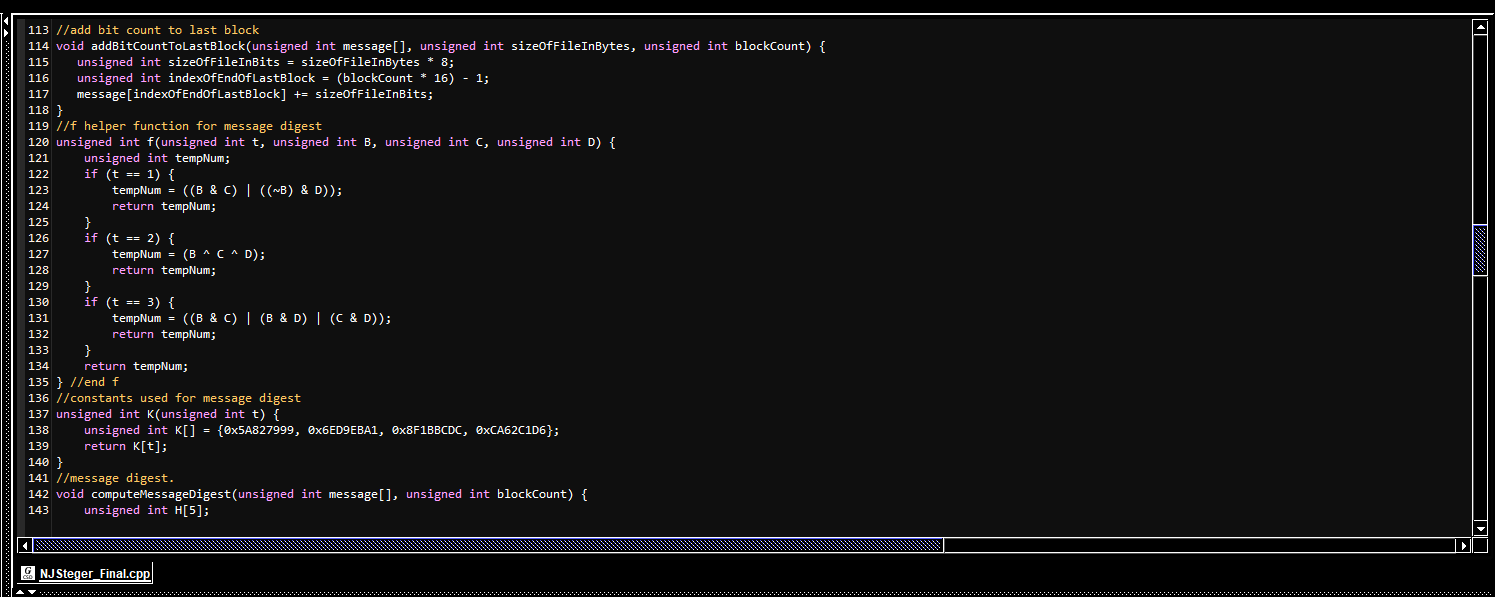 113 //add bit count to last block
114 void addBitCountToLastBlock(unsigned int message[], unsigned int sizeOfFileInBytes, unsigned int blockCount) {
115    unsigned int sizeOfFileInBits = sizeOfFileInBytes * 8;
116    unsigned int indexOfEndOfLastBlock = (blockCount * 16) - 1;
117    message[indexOfEndOfLastBlock] += sizeOfFileInBits;
118 }
119 //f helper function for message digest
120 unsigned int f(unsigned int t, unsigned int B, unsigned int C, unsigned int D) {
121     unsigned int tempNum;
122     if (t == 1) {
123         tempNum = ((B & C) | ((~B) & D));
124         return tempNum;
125     }
126     if (t == 2) {
127         tempNum = (B ^ C ^ D);
128         return tempNum;
129     }
130     if (t == 3) {
131         tempNum = ((B & C) | (B & D) | (C & D));
132         return tempNum;
133     }
134     return tempNum;
135 } //end f
136 //constants used for message digest
137 unsigned int K(unsigned int t) {
138     unsigned int K[] = {0x5A827999, 0x6ED9EBA1, 0x8F1BBCDC, 0xCA62C1D6};
139     return K[t];
140 }
141 //message digest.
142 void computeMessageDigest(unsigned int message[], unsigned int blockCount) {
143     unsigned int H[5];
NJSteger_Final.cpp